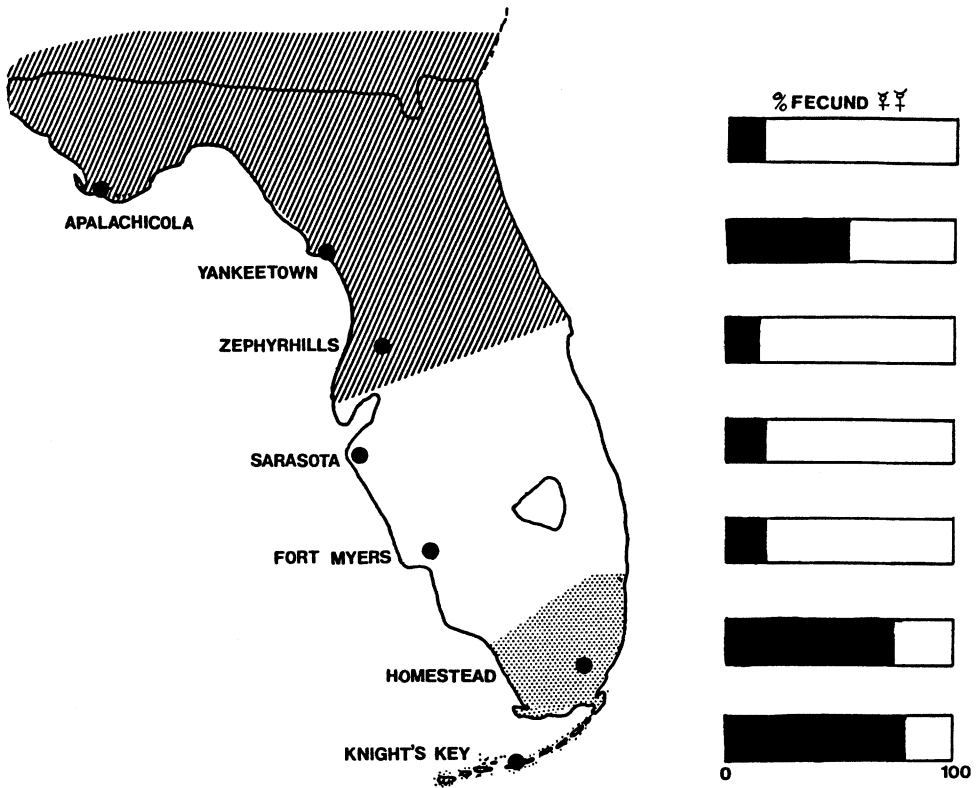 % FECUND ☿☿
APALACHICOLA
YANKEETOWN
ZEPHYRHILLS
SARASOTA
FORT MYERS
HOMESTEAD
KNIGHT'S KEY
0 100